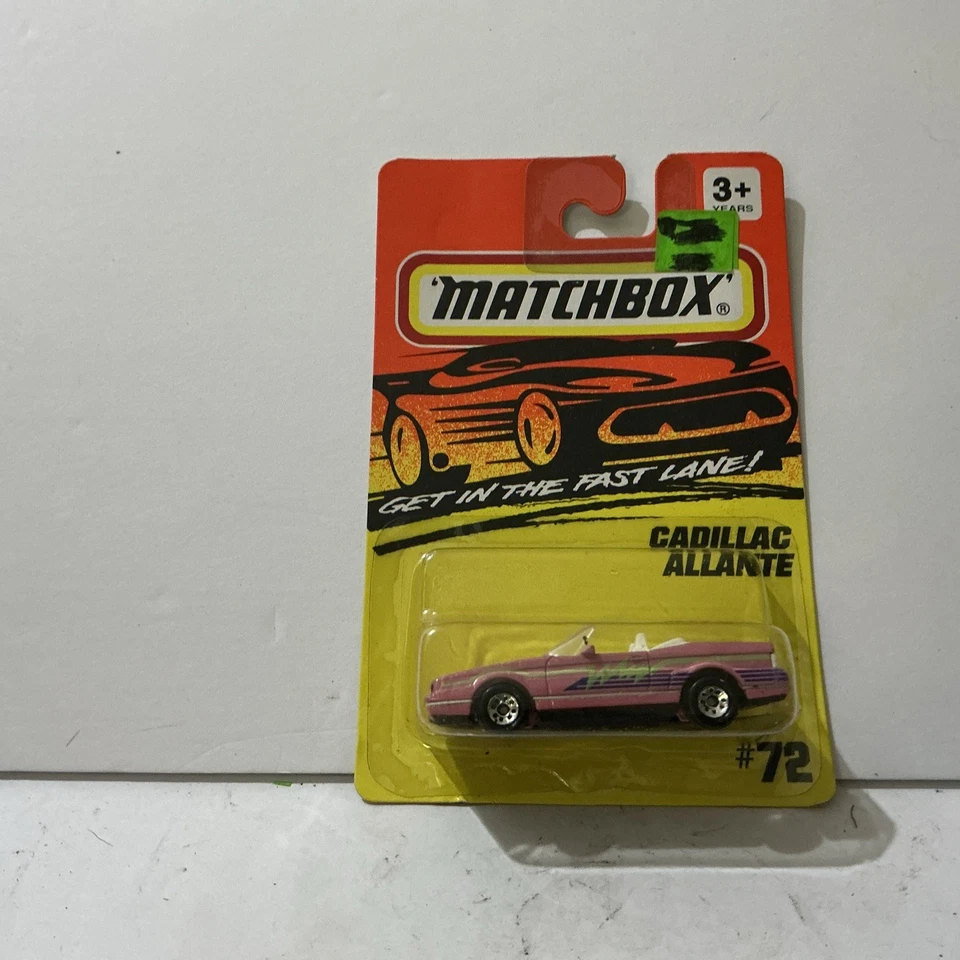 3+
YEARS
'MATCHBOX'®
GET IN THE FAST LANE!
CADILLAC
ALLANTE
#72